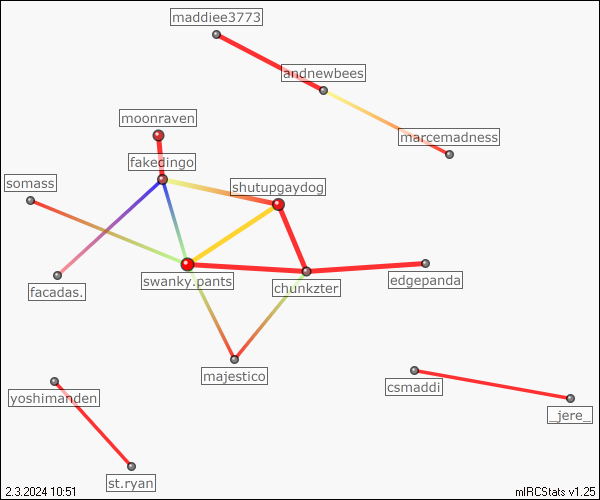 maddiee3773
andnewbees
moonraven
marcemadness
fakedingo
somass
shutupgaydog
swanky.pants
chunkzter
edgepanda
facadas.
majestico
csmaddi
yoshimanden
_jere_
st.ryan
2.3.2024 10:51
mIRCStats v1.25